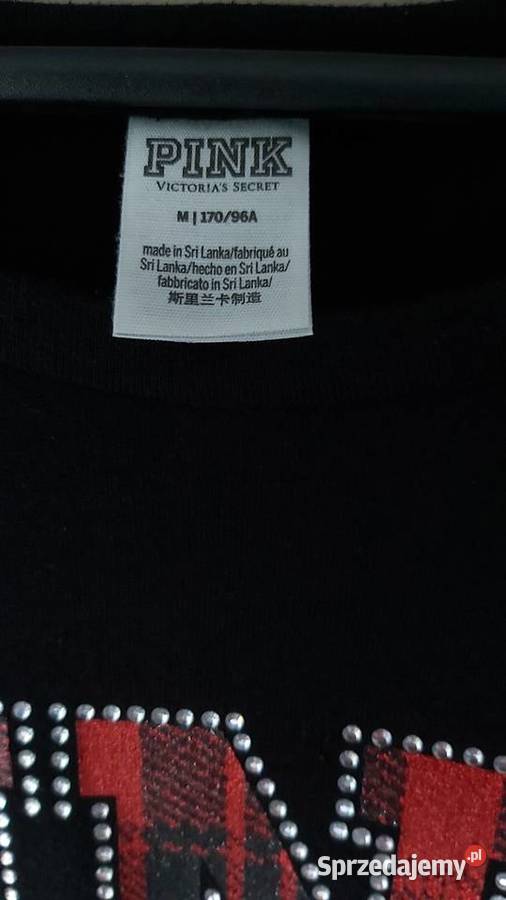 PINK
VICTORIA'S SECRET
M | 170/96A
made in Sri Lanka/fabriqué au
Sri Lanka/hecho en Sri Lanka/
fabbricato in Sri Lanka/
斯里兰卡制造
Sprzedajemy.pl